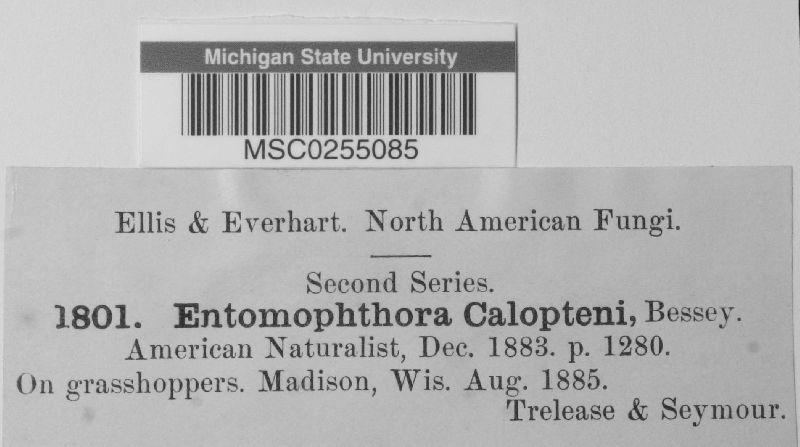 Michigan State University
MSC0255085
Ellis & Everhart. North American Fungi.
Second Series.
1801. Entomophthora Calopteni, Bessey.
American Naturalist, Dec. 1883. p. 1280.
On grasshoppers. Madison, Wis. Aug. 1885.
Trelease & Seymour.